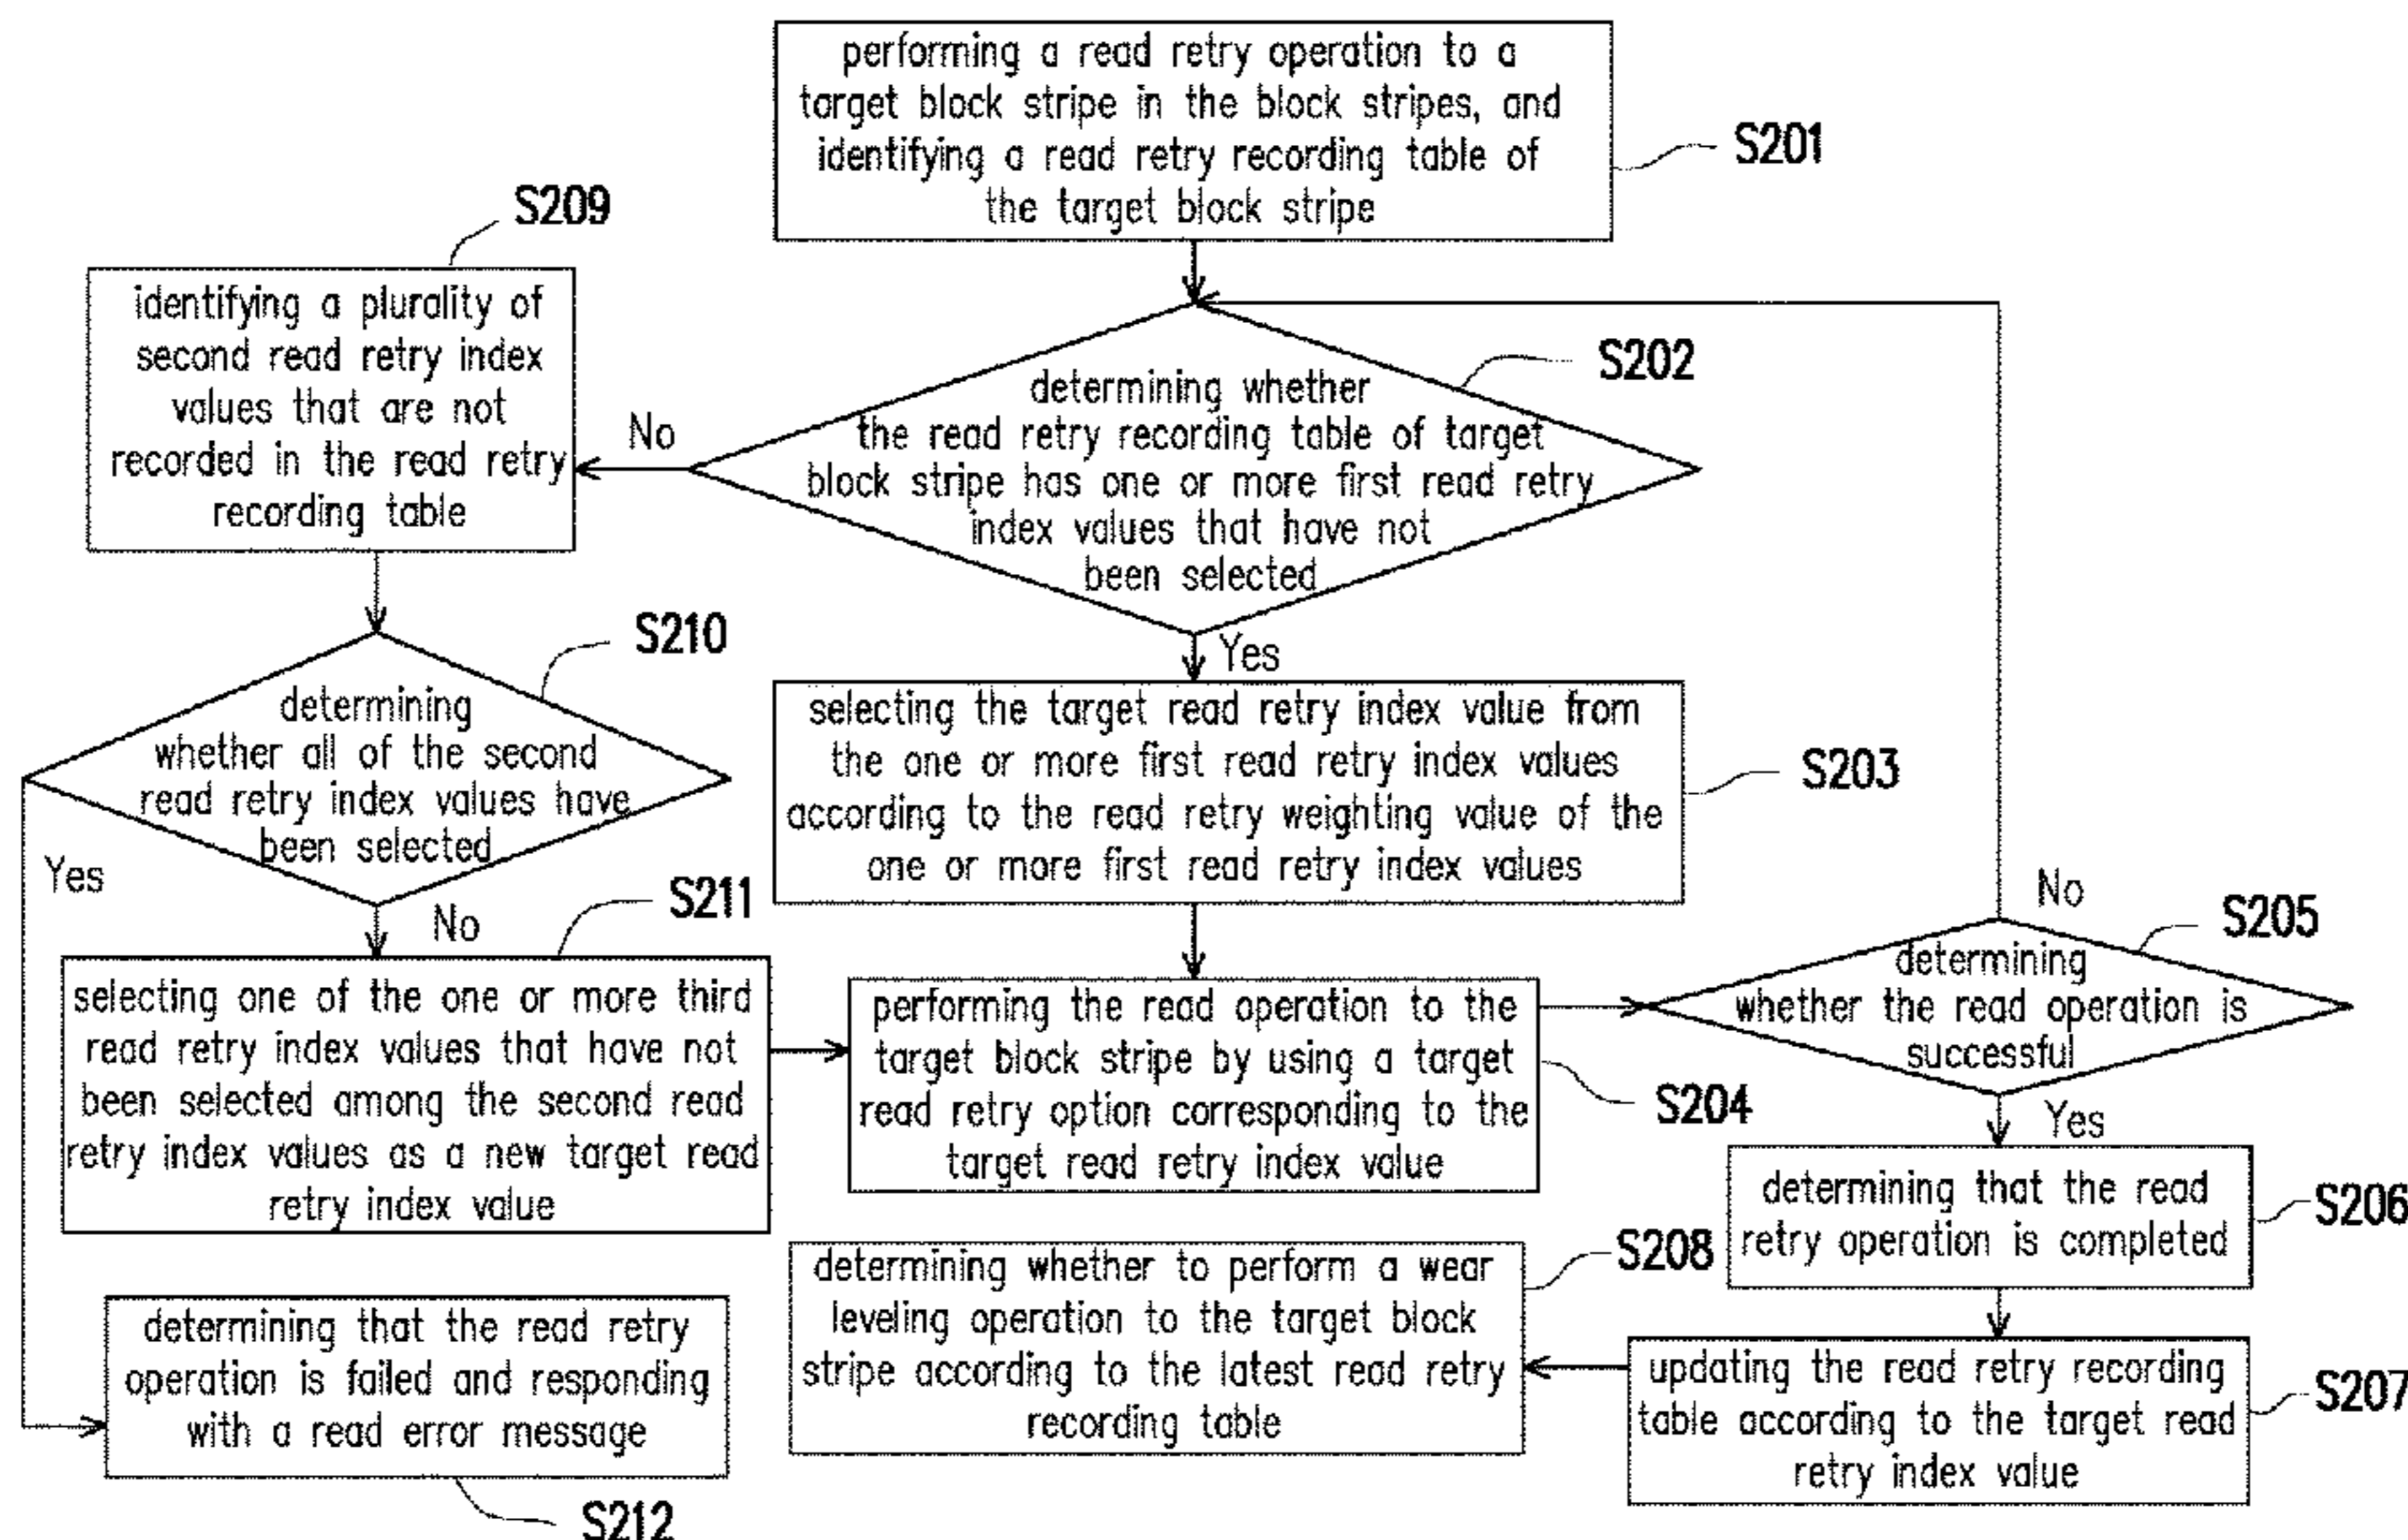 performing a read retry operation to a
target block stripe in the block stripes, and
identifying a read retry recording table of
the target block stripe
S201
S209
identifying a plurality of
second read retry index
values that are not
recorded in the read retry
recording table
No
determining whether
the read retry recording table of target
block stripe has one or more first read retry
index values that have not
been selected
S202
Yes
S210
determining
whether all of the second
read retry index values have
been selected
Yes
No
selecting the target read retry index value from
the one or more first read retry index values
according to the read retry weighting value of the
one or more first read retry index values
S203
S211
selecting one of the one or more third
read retry index values that have not
been selected among the second read
retry index values as a new target read
retry index value
performing the read operation to the
target block stripe by using a target
read retry option corresponding to the
target read retry index value
S204
No
S205
determining
whether the read operation is
successful
Yes
determining that the read
retry operation is completed
S206
S208
determining whether to perform a wear
leveling operation to the target block
stripe according to the latest read retry
recording table
updating the read retry recording
table according to the target read
retry index value
S207
determining that the read retry
operation is failed and responding
with a read error message
S212